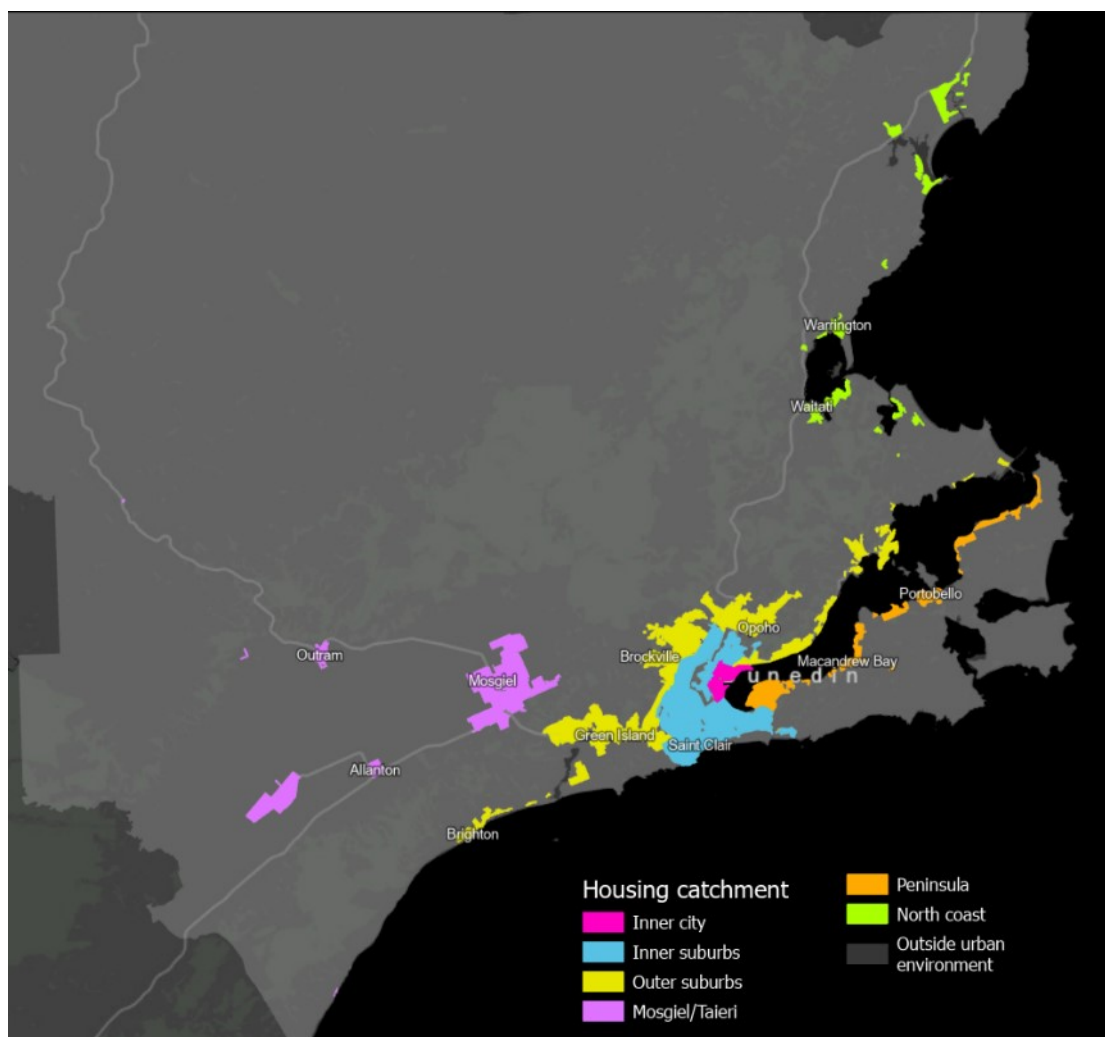 Warrington
Waitati
Portobello
Opoho
Brockville
Macandrew Bay
Outram
Mosgiel
Dunedin
Green Island
Saint Clair
Allanton
Brighton
Housing catchment
Inner city
Inner suburbs
Outer suburbs
Mosgiel/Taieri
Peninsula
North coast
Outside urban
environment